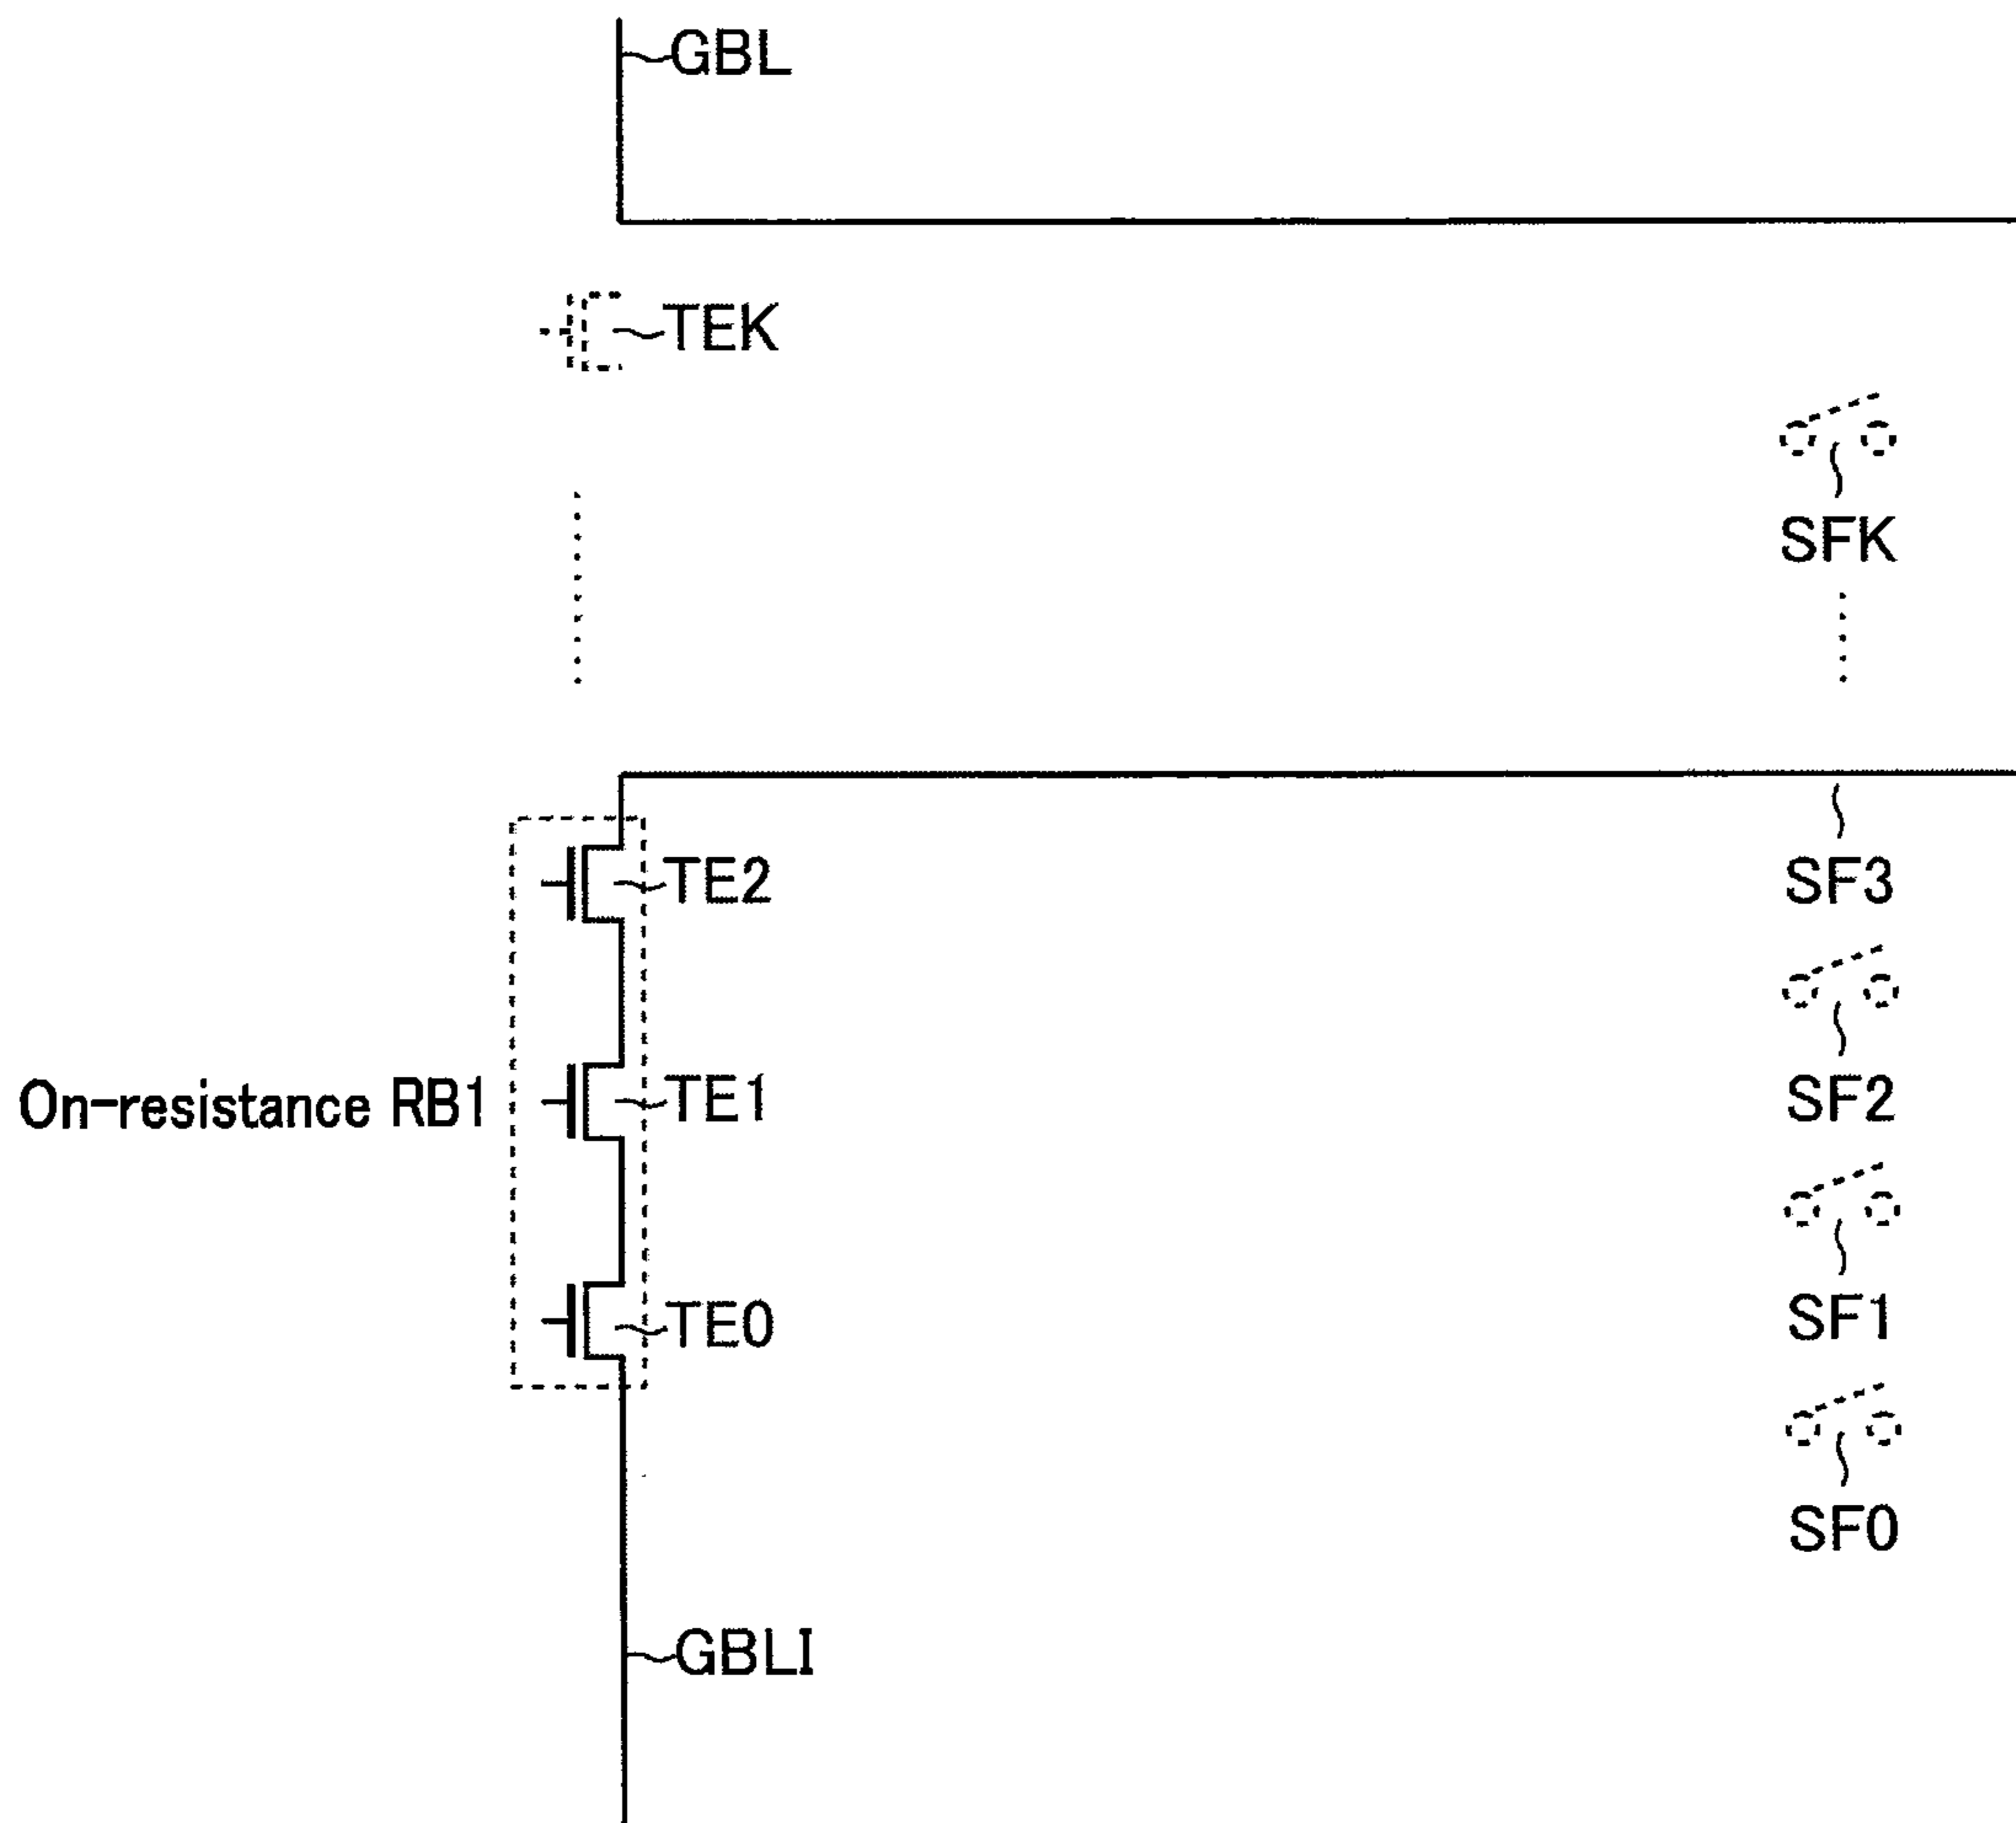 GBL
TEK
SFK
TE2
SF3
On-resistance RB1
TE1
SF2
TE0
SF1
SF0
GBLI